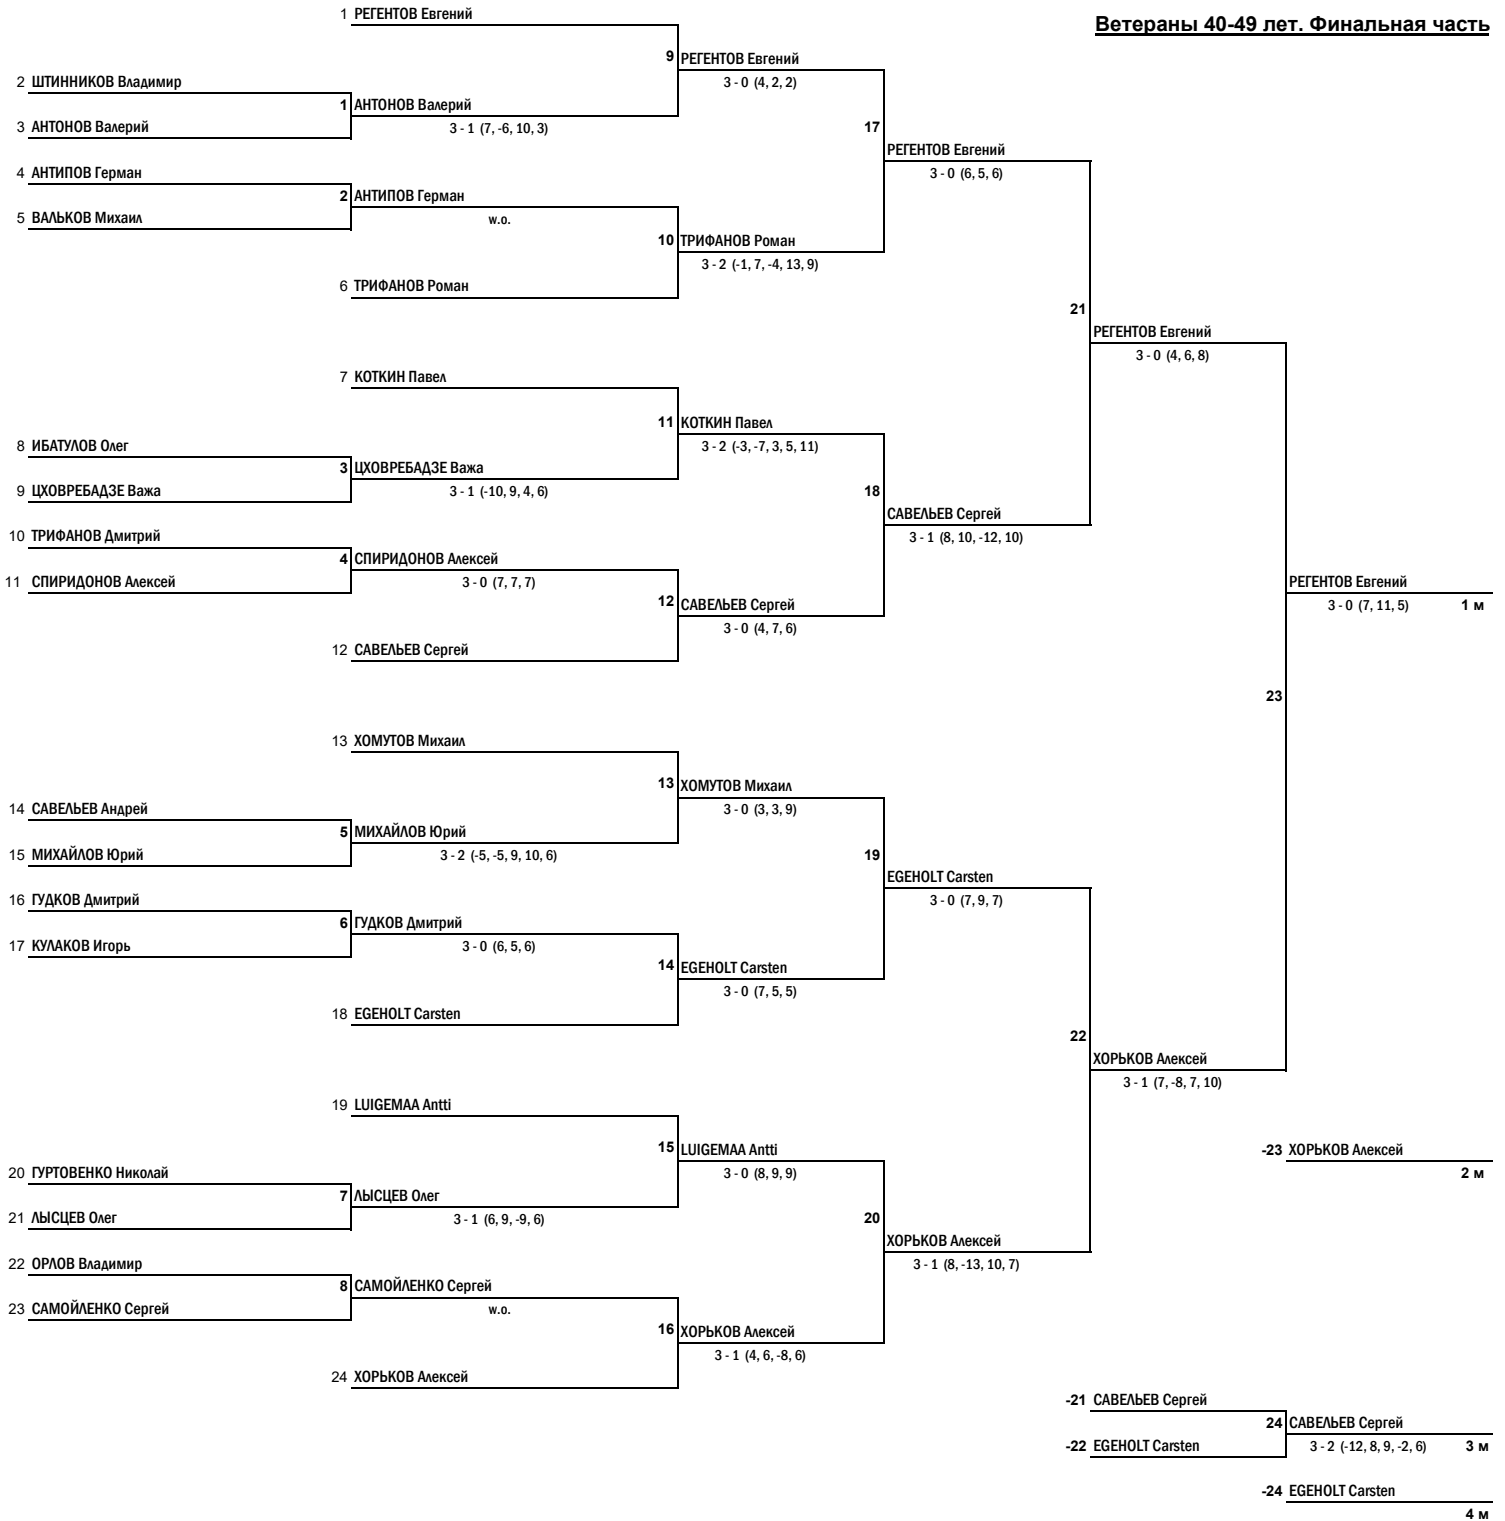 1 РЕГЕНТОВ Евгений
Ветераны 40-49 лет. Финальная часть
9 РЕГЕНТОВ Евгений
2 ШТИННИКОВ Владимир
3 - 0 (4, 2, 2)
1 АНТОНОВ Валерий
3 АНТОНОВ Валерий
3 - 1 (7, -6, 10, 3)
17
РЕГЕНТОВ Евгений
4 АНТИПОВ Герман
3 - 0 (6, 5, 6)
2 АНТИПОВ Герман
5 ВАЛЬКОВ Михаил
w.o.
10 ТРИФАНОВ Роман
3 - 2 (-1, 7, -4, 13, 9)
6 ТРИФАНОВ Роман
21
РЕГЕНТОВ Евгений
3 - 0 (4, 6, 8)
7 КОТКИН Павел
11 КОТКИН Павел
8 ИБАТУЛОВ Олег
3 - 2 (-3, -7, 3, 5, 11)
3 ЦХОВРЕБАДЗЕ Важа
9 ЦХОВРЕБАДЗЕ Важа
3 - 1 (-10, 9, 4, 6)
18
САВЕЛЬЕВ Сергей
10 ТРИФАНОВ Дмитрий
3 - 1 (8, 10, -12, 10)
4 СПИРИДОНОВ Алексей
11 СПИРИДОНОВ Алексей
3 - 0 (7, 7, 7)
РЕГЕНТОВ Евгений
12 САВЕЛЬЕВ Сергей
3 - 0 (7, 11, 5) 1 м
3 - 0 (4, 7, 6)
12 САВЕЛЬЕВ Сергей
23
13 ХОМУТОВ Михаил
13 ХОМУТОВ Михаил
14 САВЕЛЬЕВ Андрей
3 - 0 (3, 3, 9)
5 МИХАЙЛОВ Юрий
15 МИХАЙЛОВ Юрий
3 - 2 (-5, -5, 9, 10, 6)
19
EGEHOLT Carsten
16 ГУДКОВ Дмитрий
3 - 0 (7, 9, 7)
6 ГУДКОВ Дмитрий
17 КУЛАКОВ Игорь
3 - 0 (6, 5, 6)
14 EGEHOLT Carsten
3 - 0 (7, 5, 5)
18 EGEHOLT Carsten
22
ХОРЬКОВ Алексей
3 - 1 (7, -8, 7, 10)
19 LUIGEMAA Antti
15 LUIGEMAA Antti
-23 ХОРЬКОВ Алексей
20 ГУРТОВЕНКО Николай
3 - 0 (8, 9, 9)
2 м
7 ЛЫСЦЕВ Олег
21 ЛЫСЦЕВ Олег
3 - 1 (6, 9, -9, 6)
20
ХОРЬКОВ Алексей
22 ОРЛОВ Владимир
3 - 1 (8, -13, 10, 7)
8 САМОЙЛЕНКО Сергей
23 САМОЙЛЕНКО Сергей
w.o.
16 ХОРЬКОВ Алексей
3 - 1 (4, 6, -8, 6)
24 ХОРЬКОВ Алексей
-21 САВЕЛЬЕВ Сергей
24 САВЕЛЬЕВ Сергей
-22 EGEHOLT Carsten
3 - 2 (-12, 8, 9, -2, 6) 3 м
-24 EGEHOLT Carsten
4 м